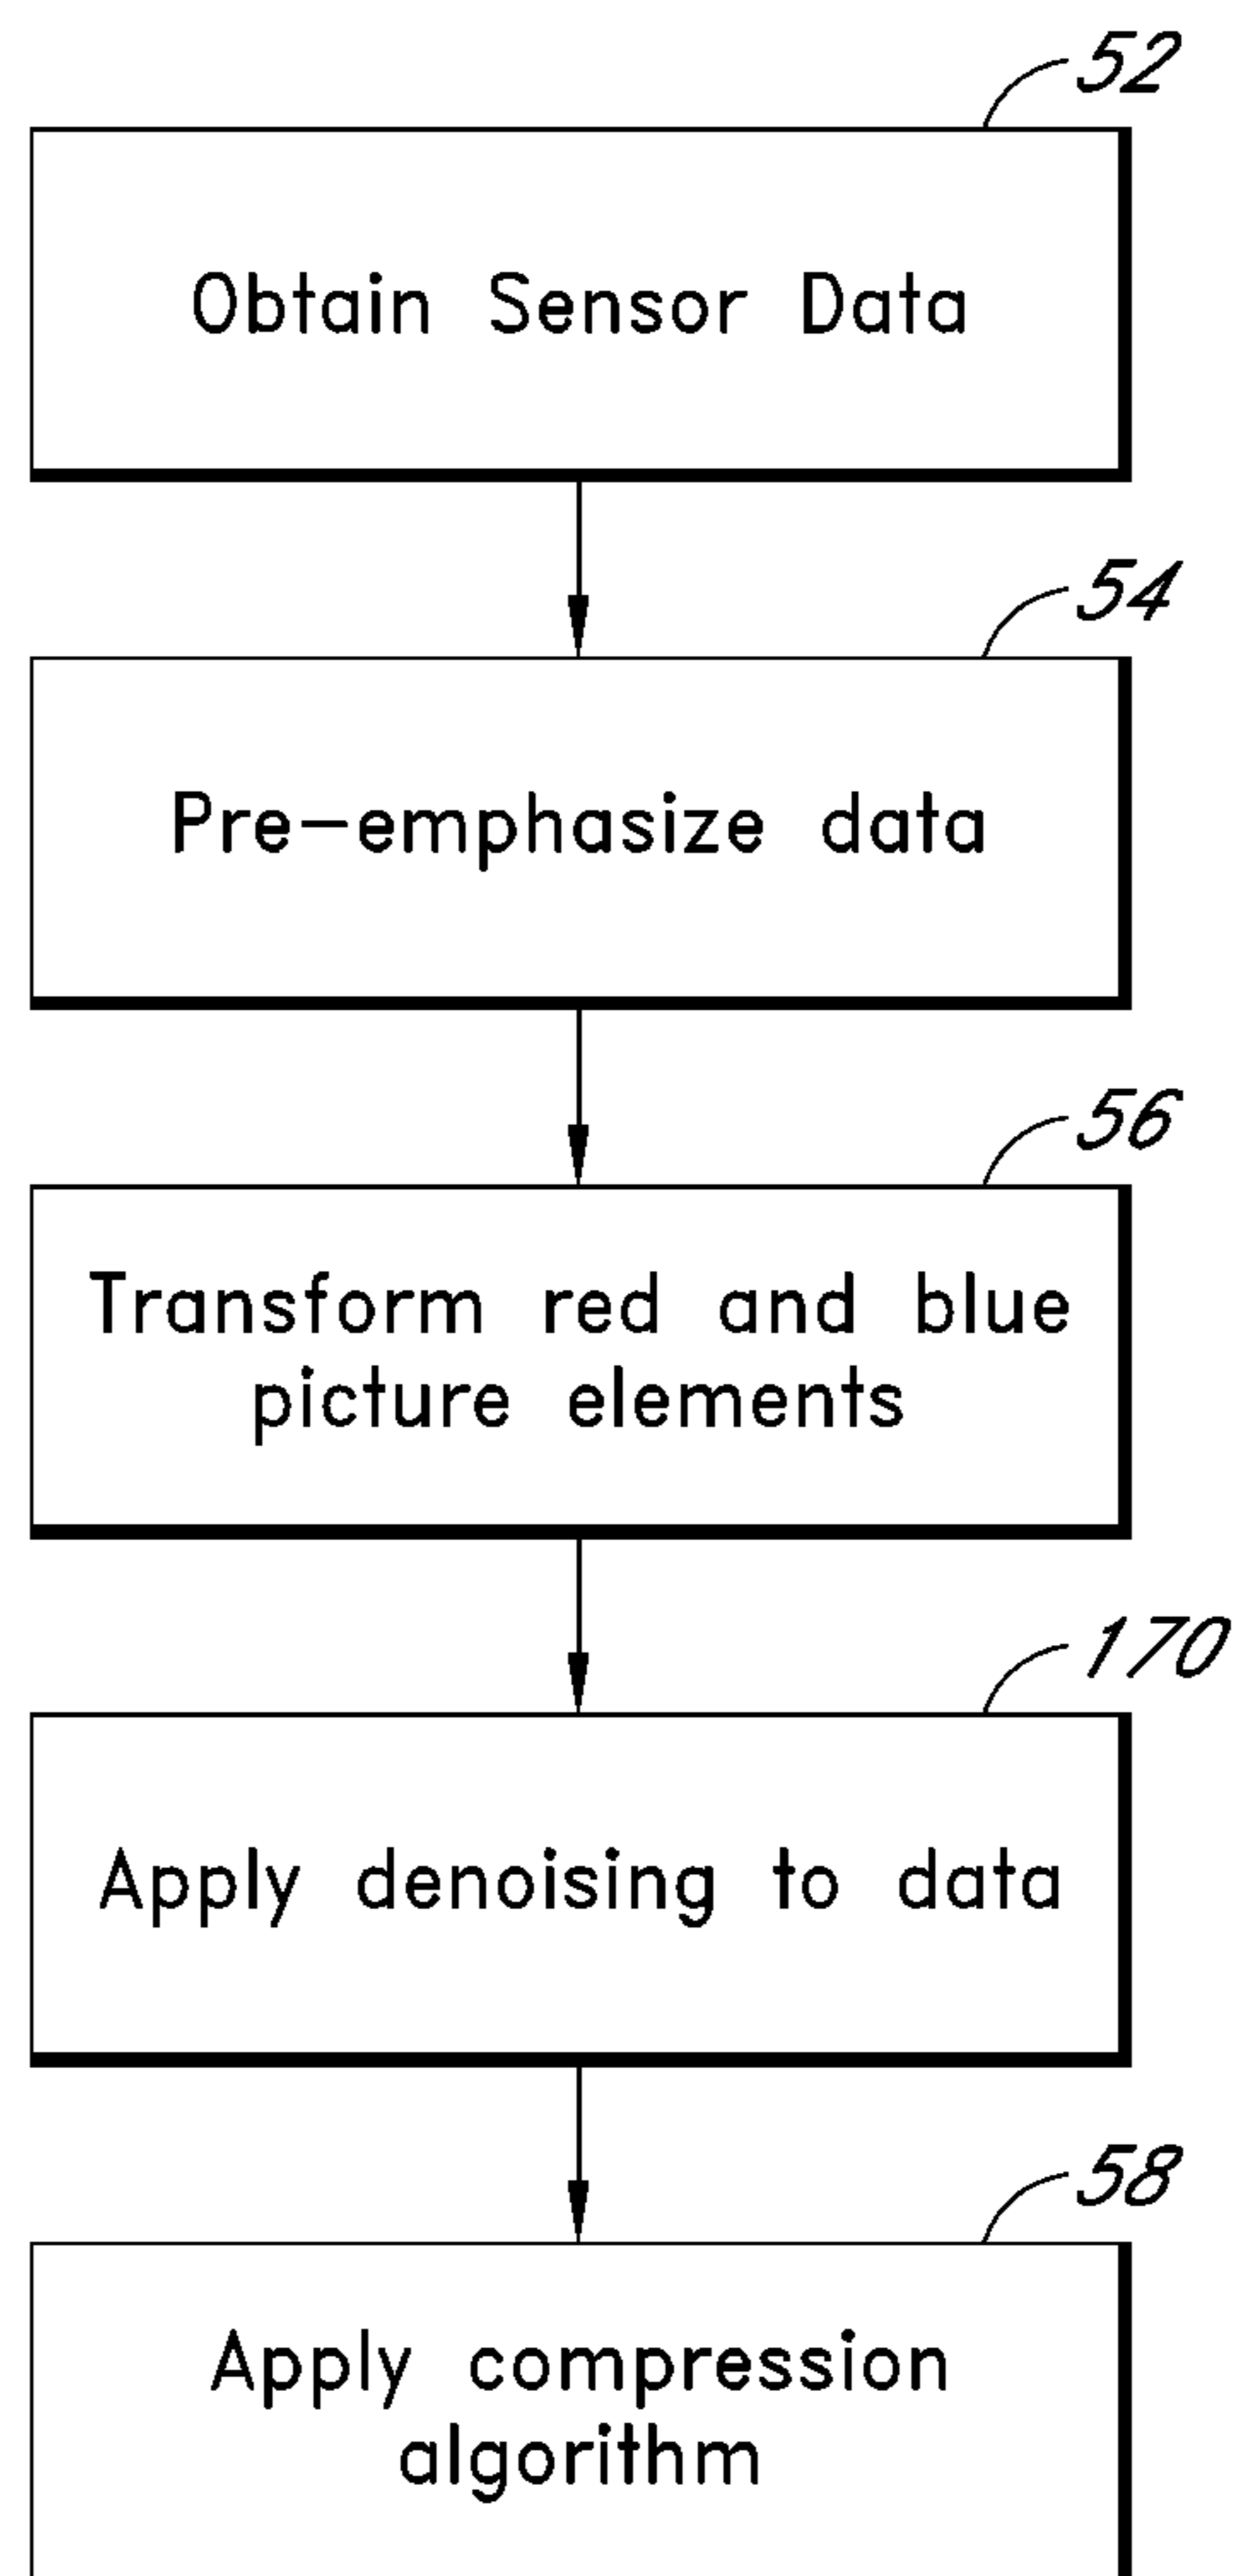 52
Obtain Sensor Data
54
Pre-emphasize data
56
Transform red and blue
picture elements
170
Apply denoising to data
58
Apply compression
algorithm